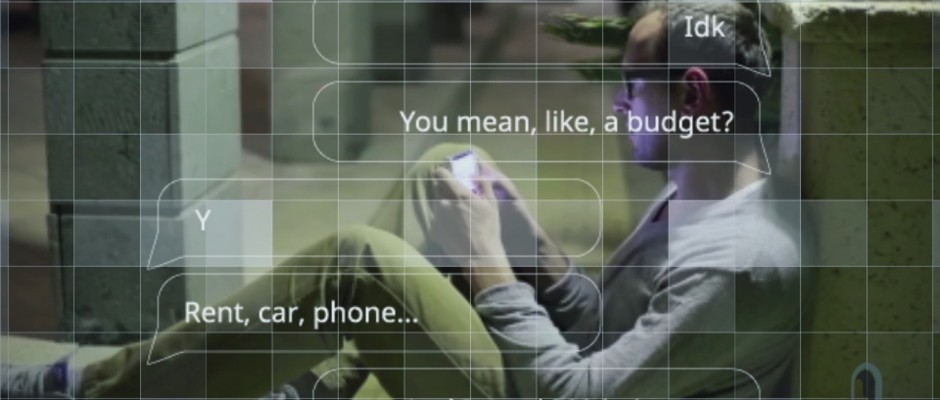 Idk
You mean, like, a budget?
Y
Rent, car, phone...